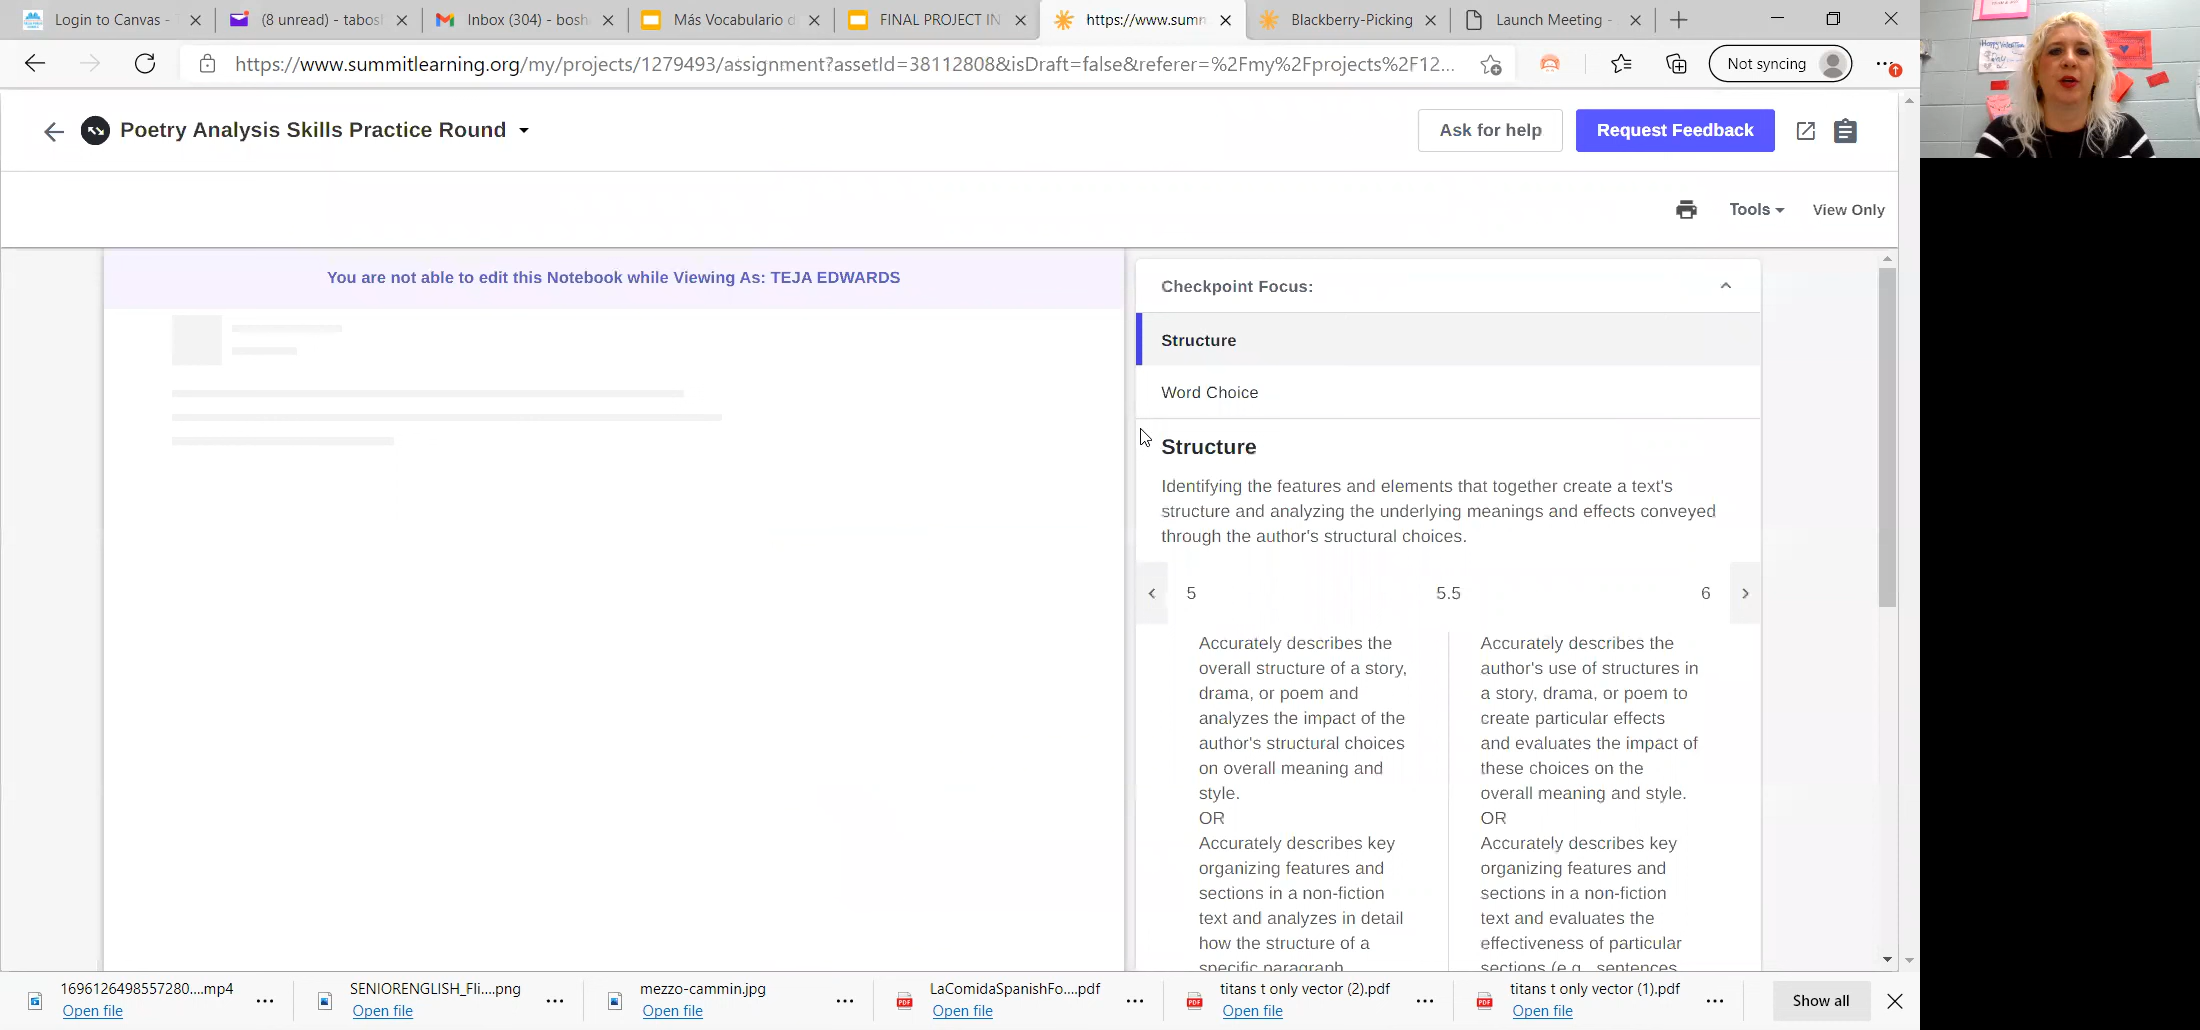 Login to Canvas -
(8 unread) - tabosl
Inbox (304) - bosh
Más Vocabulario d
FINAL PROJECT IN
https://www.summ
Blackberry-Picking
Launch Meeting -
https://www.summitlearning.org/my/projects/1279493/assignment?assetId=38112808&isDraft=false&referer=%2Fmy%2Fprojects%2F12...
Not syncing
Poetry Analysis Skills Practice Round
Ask for help
Request Feedback
Tools
View Only
You are not able to edit this Notebook while Viewing As: TEJA EDWARDS
Checkpoint Focus:
Structure
Word Choice
Structure
Identifying the features and elements that together create a text's
structure and analyzing the underlying meanings and effects conveyed
through the author's structural choices.
5
5.5
6
Accurately describes the
overall structure of a story,
drama, or poem and
analyzes the impact of the
author's structural choices
on overall meaning and
style.
OR
Accurately describes key
organizing features and
sections in a non-fiction
text and analyzes in detail
how the structure of a
specific paragraph
Accurately describes the
author's use of structures in
a story, drama, or poem to
create particular effects
and evaluates the impact of
these choices on the
overall meaning and style.
OR
Accurately describes key
organizing features and
sections in a non-fiction
text and evaluates the
effectiveness of particular
sections (e.g., sentences
1696126498557280....mp4
Open file
SENIORENGLISH_Fli....png
Open file
mezzo-cammin.jpg
Open file
LaComidaSpanishFo....pdf
Open file
titans t only vector (2).pdf
Open file
titans t only vector (1).pdf
Open file
Show all